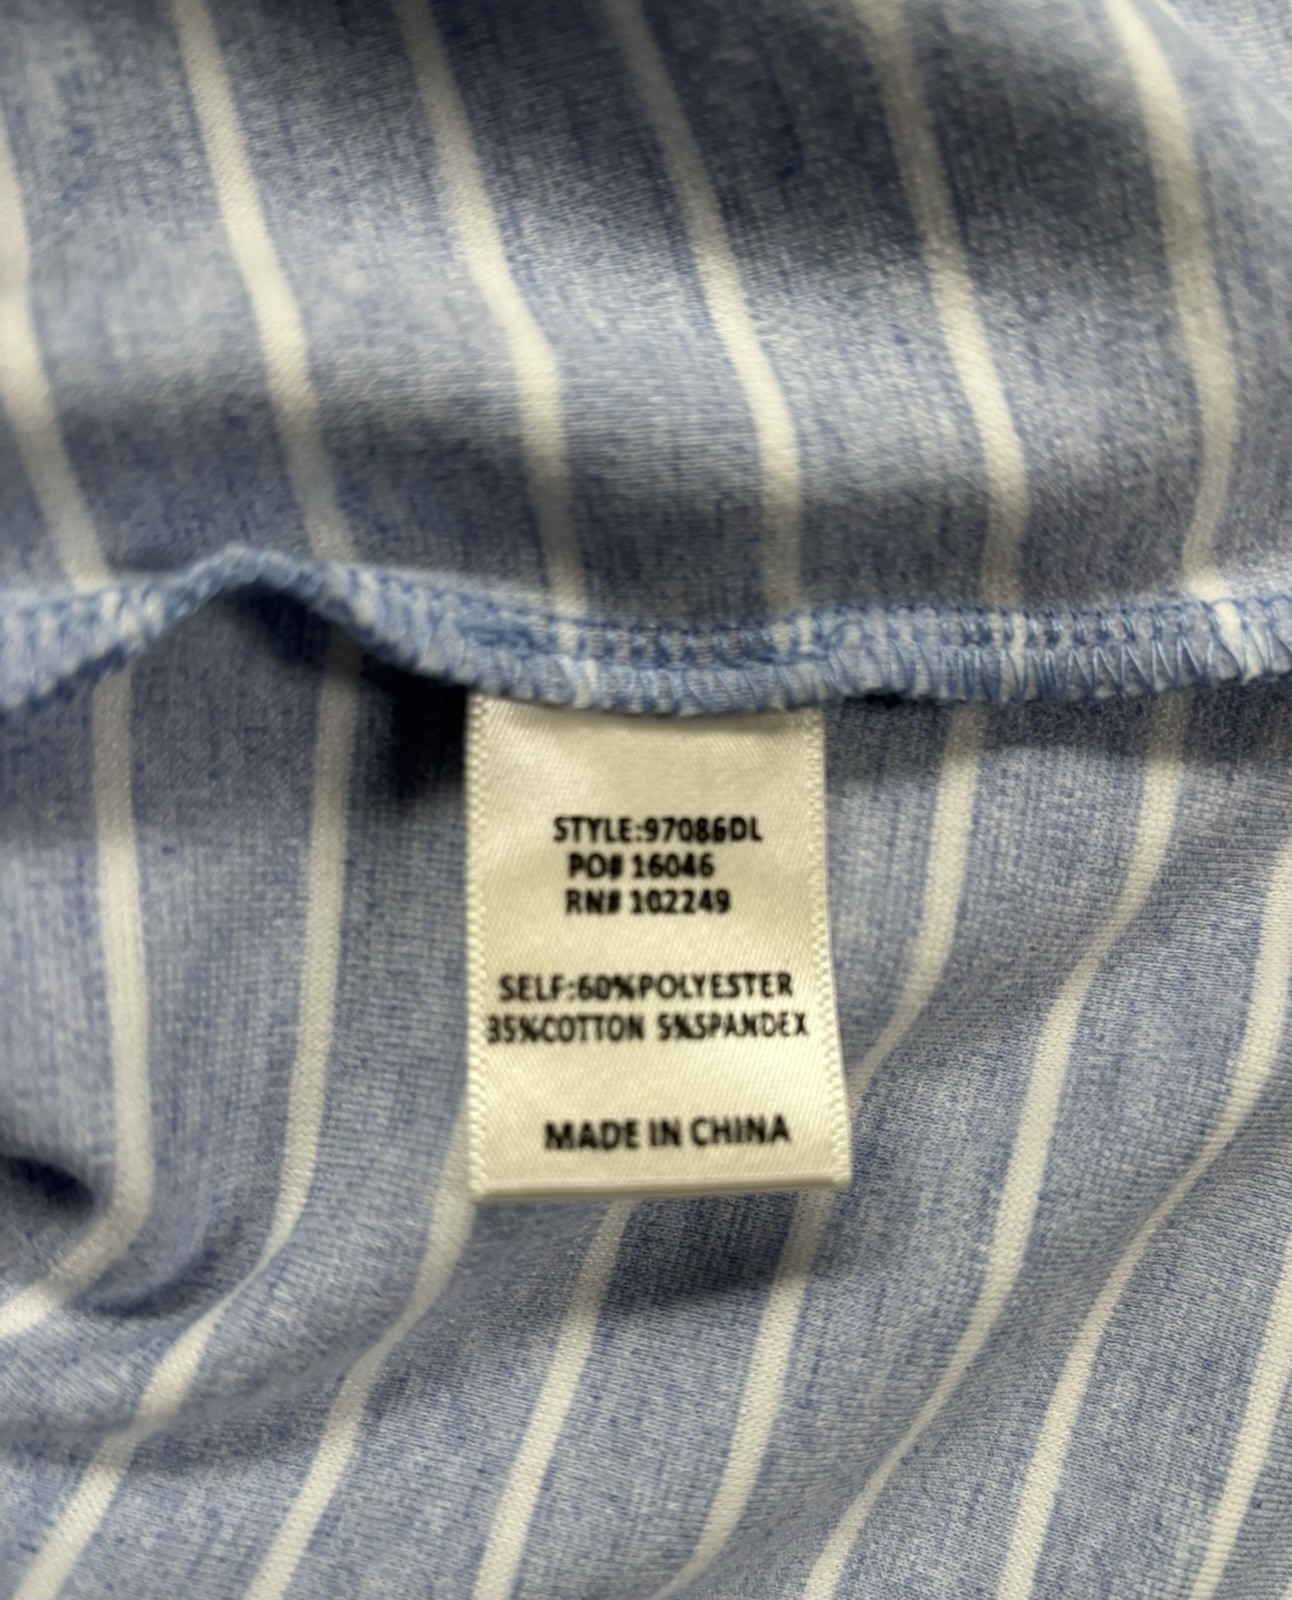 STYLE:97086DL
PO# 16046
RN# 102249
SELF:60%POLYESTER
35%COTTON 5%SPANDEX
MADE IN CHINA